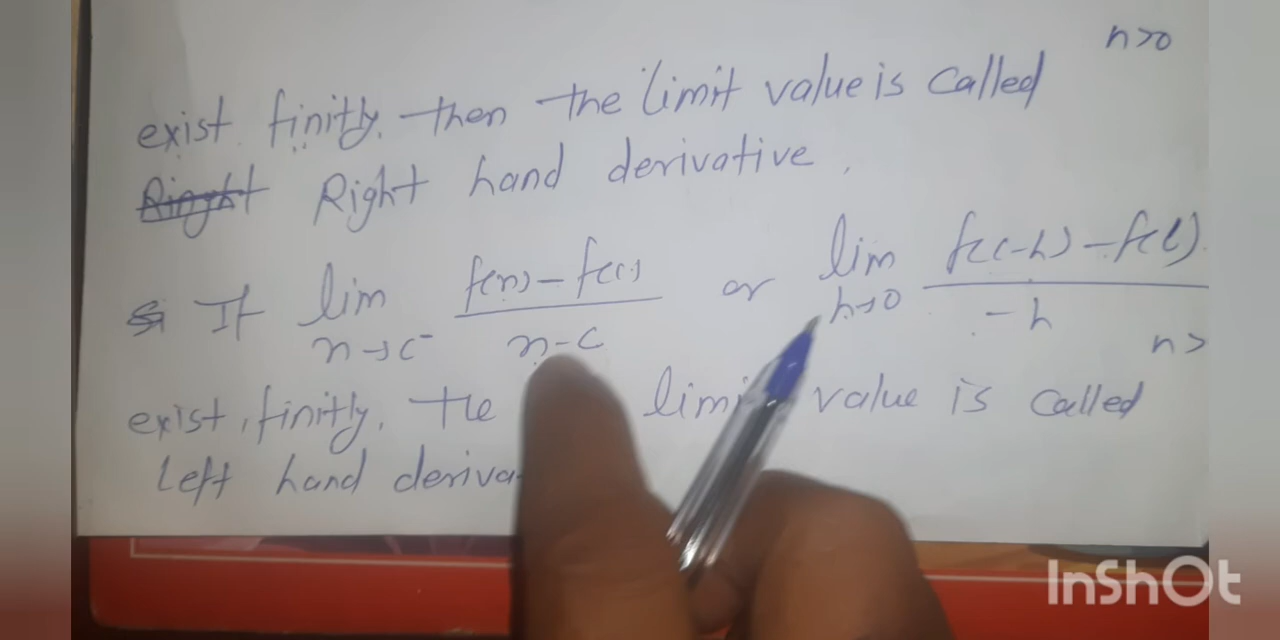 n>0
exist finitly. then the limit value is called
Right hand derivative.
If lim n→c⁻ f(n)-f(c) / n-c or lim h→0 f(c-h)-f(c) / -h
n>
exist, finitly, the limit value is called
Left hand deriva
InShOt